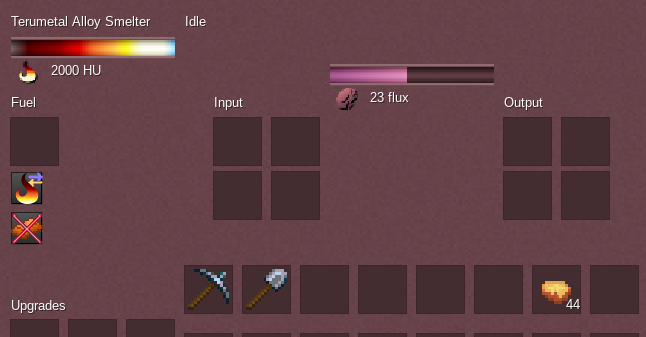 Terumetal Alloy Smelter
Idle
2000 HU
23 flux
Fuel
Input
Output
44
Upgrades